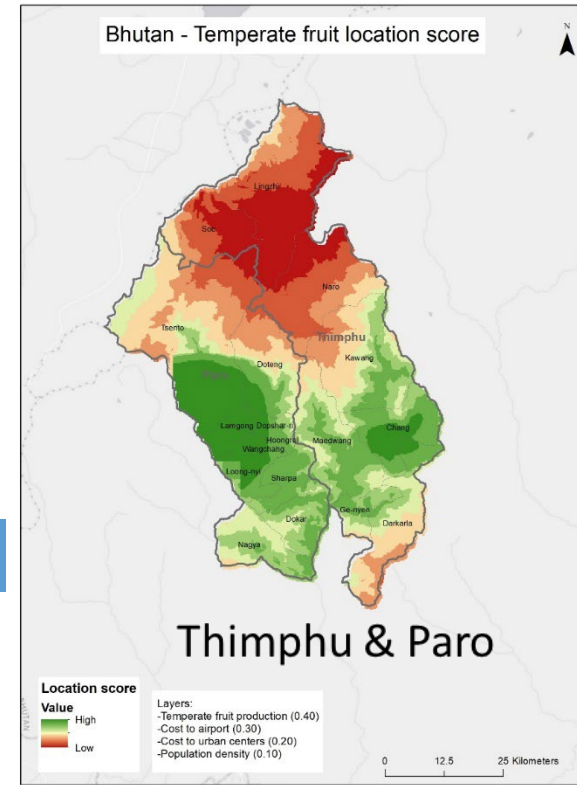 Bhutan - Temperate fruit location score
N
Lingzhi
Soe
Naro
Tsento
Thimphu
Kawang
Doteng
Paro
Lamgong Dopshar-ri
Chang
Hoongrel
Maedwang
Wangchang
Loong-nyi
Sharpa
Ge-nyen
Dokar
Darkarla
Nagya
Thimphu & Paro
Location score
Value
High
Low
Layers:
-Temperate fruit production (0.40)
-Cost to airport (0.30)
-Cost to urban centers (0.20)
-Population density (0.10)
0 12.5 25 Kilometers